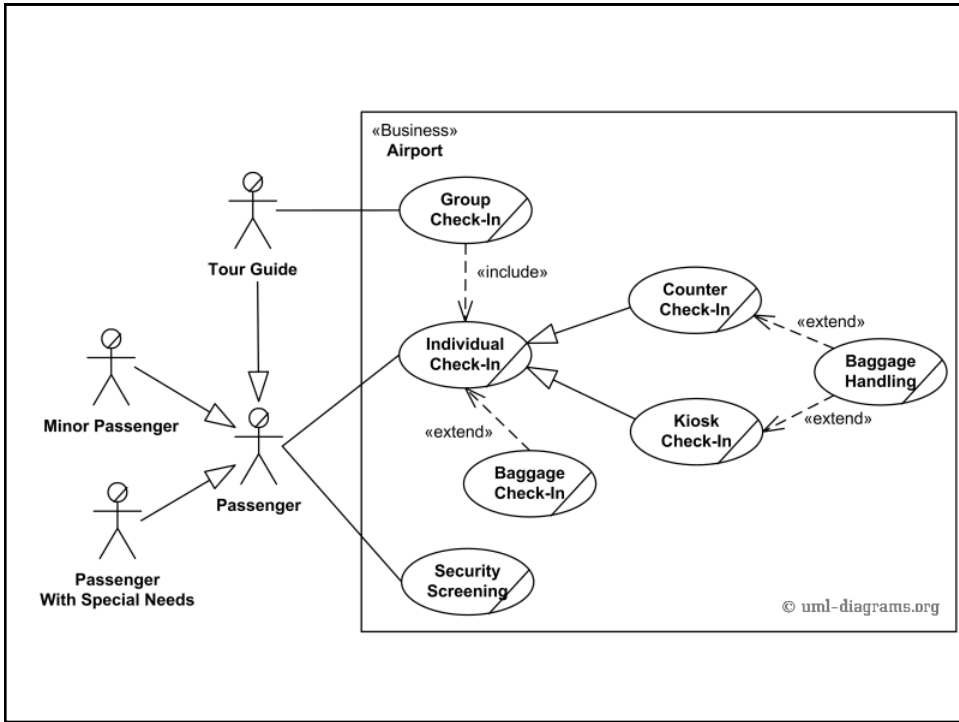 «Business»
Airport
Group
Check-In
Tour Guide
«include»
Counter
Check-In
«extend»
Individual
Check-In
Baggage
Handling
Minor Passenger
«extend»
Kiosk
Check-In
«extend»
Baggage
Check-In
Passenger
Passenger
With Special Needs
Security
Screening
© uml-diagrams.org